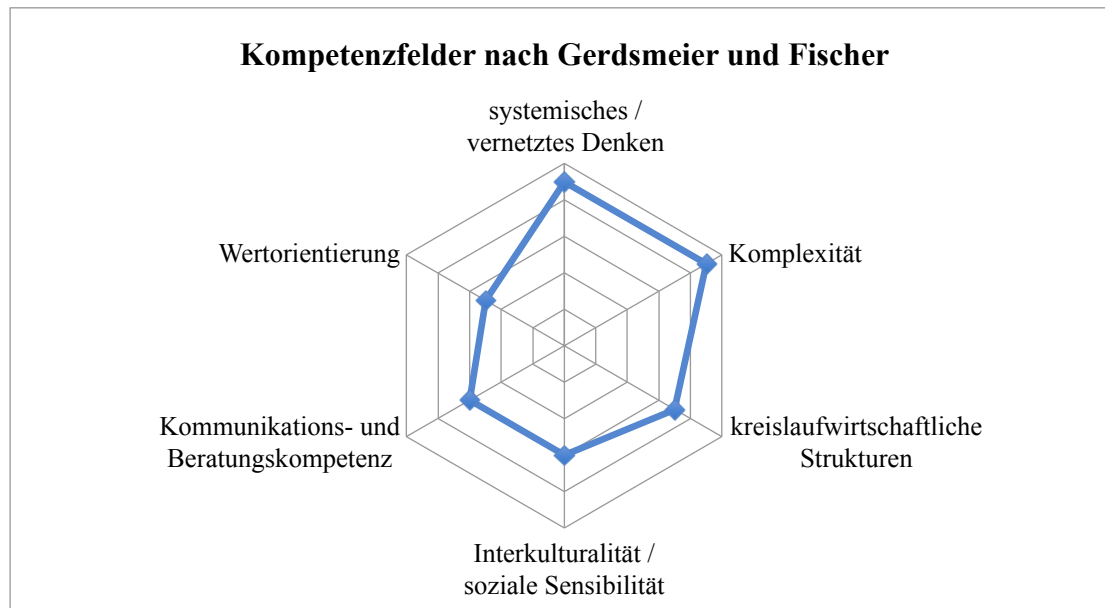 Kompetenzfelder nach Gerdsmeier und Fischer
systemisches /
vernetztes Denken
Wertorientierung
Komplexität
Kommunikations- und
Beratungskompetenz
kreislaufwirtschaftliche
Strukturen
Interkulturalität /
soziale Sensibilität